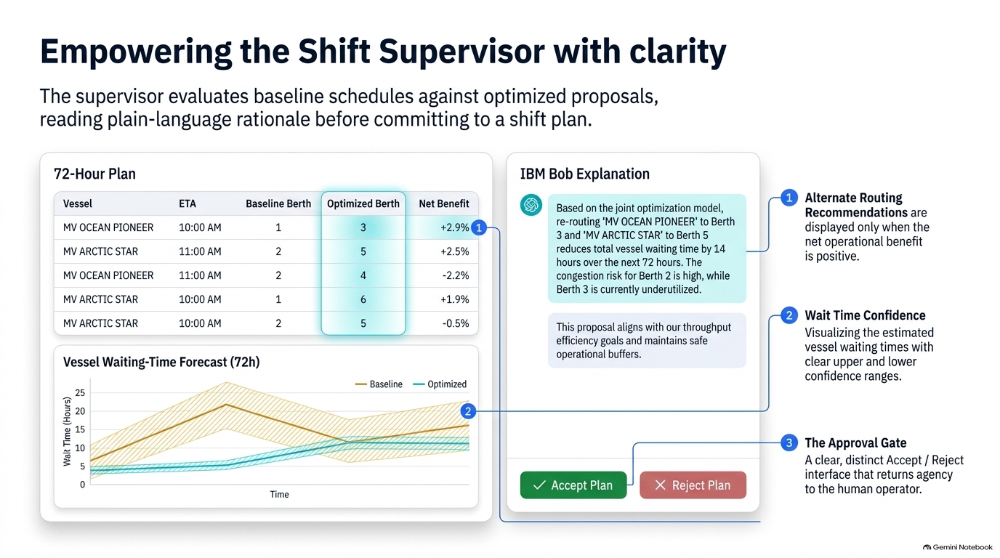 Empowering the Shift Supervisor with clarity
The supervisor evaluates baseline schedules against optimized proposals,
reading plain-language rationale before committing to a shift plan.
72-Hour Plan
Vessel ETA Baseline Berth Optimized Berth Net Benefit
MV OCEAN PIONEER 10:00 AM 1 3 +2.9% 1
MV ARCTIC STAR 11:00 AM 2 5 +2.5%
MV OCEAN PIONEER 11:00 AM 2 4 -2.2%
MV ARCTIC STAR 10:00 AM 1 6 +1.9%
MV ARCTIC STAR 10:00 AM 2 5 -0.5%
Vessel Waiting-Time Forecast (72h)
Baseline Optimized
Wait Time (Hours)
25
20
15
10
5
0
2
Time
IBM Bob Explanation
Based on the joint optimization model,
re-routing 'MV OCEAN PIONEER' to Berth
3 and 'MV ARCTIC STAR' to Berth 5
reduces total vessel waiting time by 14
hours over the next 72 hours. The
congestion risk for Berth 2 is high, while
Berth 3 is currently underutilized.
This proposal aligns with our throughput
efficiency goals and maintains safe
operational buffers.
Accept Plan
Reject Plan
1 Alternate Routing
Recommendations are
displayed only when the
net operational benefit
is positive.
2 Wait Time Confidence
Visualizing the estimated
vessel waiting times with
clear upper and lower
confidence ranges.
3 The Approval Gate
A clear, distinct Accept / Reject
interface that returns agency
to the human operator.
Gemini Notebook